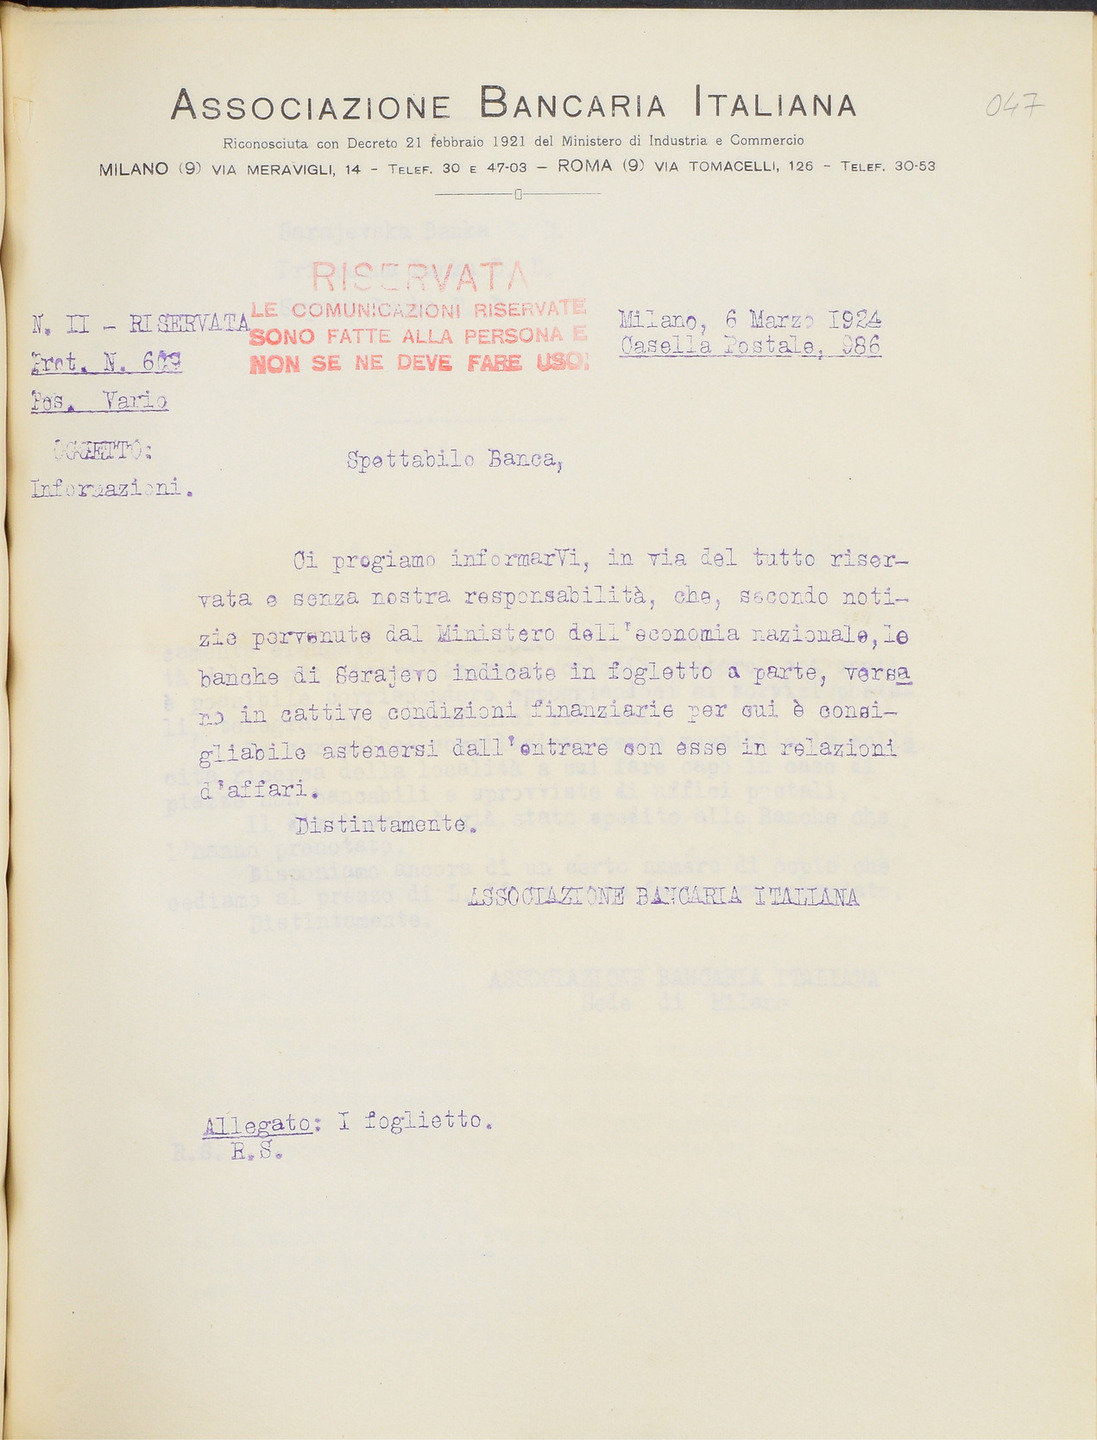 ASSOCIAZIONE BANCARIA ITALIANA
047
Riconosciuta con Decreto 21 febbraio 1921 del Ministero di Industria e Commercio
MILANO (9) VIA MERAVIGLI, 14 - TELEF. 30 E 47-03 - ROMA (9) VIA TOMACELLI, 126 - TELEF. 30-53
Sarajevska Banka
RISERVATA
LE COMUNICAZIONI RISERVATE
SONO FATTE ALLA PERSONA E
NON SE NE DEVE FARE USO.
N. II - RISERVATA
Prot. N.
Pos. Vario
Milano, 6 Marzo 1924
Casella Postale, 986
OGGETTO:
Informazioni.
Spettabile Banca,
Ci pregiamo informarVi, in via del tutto riser-
vata e senza nostra responsabilità, che, secondo noti-
zie pervenute dal Ministero dell'economia nazionale, le
banche di Serajevo indicate in fogletto a parte, versa
no in cattive condizioni finanziarie per cui è consi-
gliabile astenersi dall'entrare con esse in relazioni
d'affari.
Distintamente.
ASSOCIAZIONE BANCARIA ITALIANA
Allegato: I foglietto.
R.S.